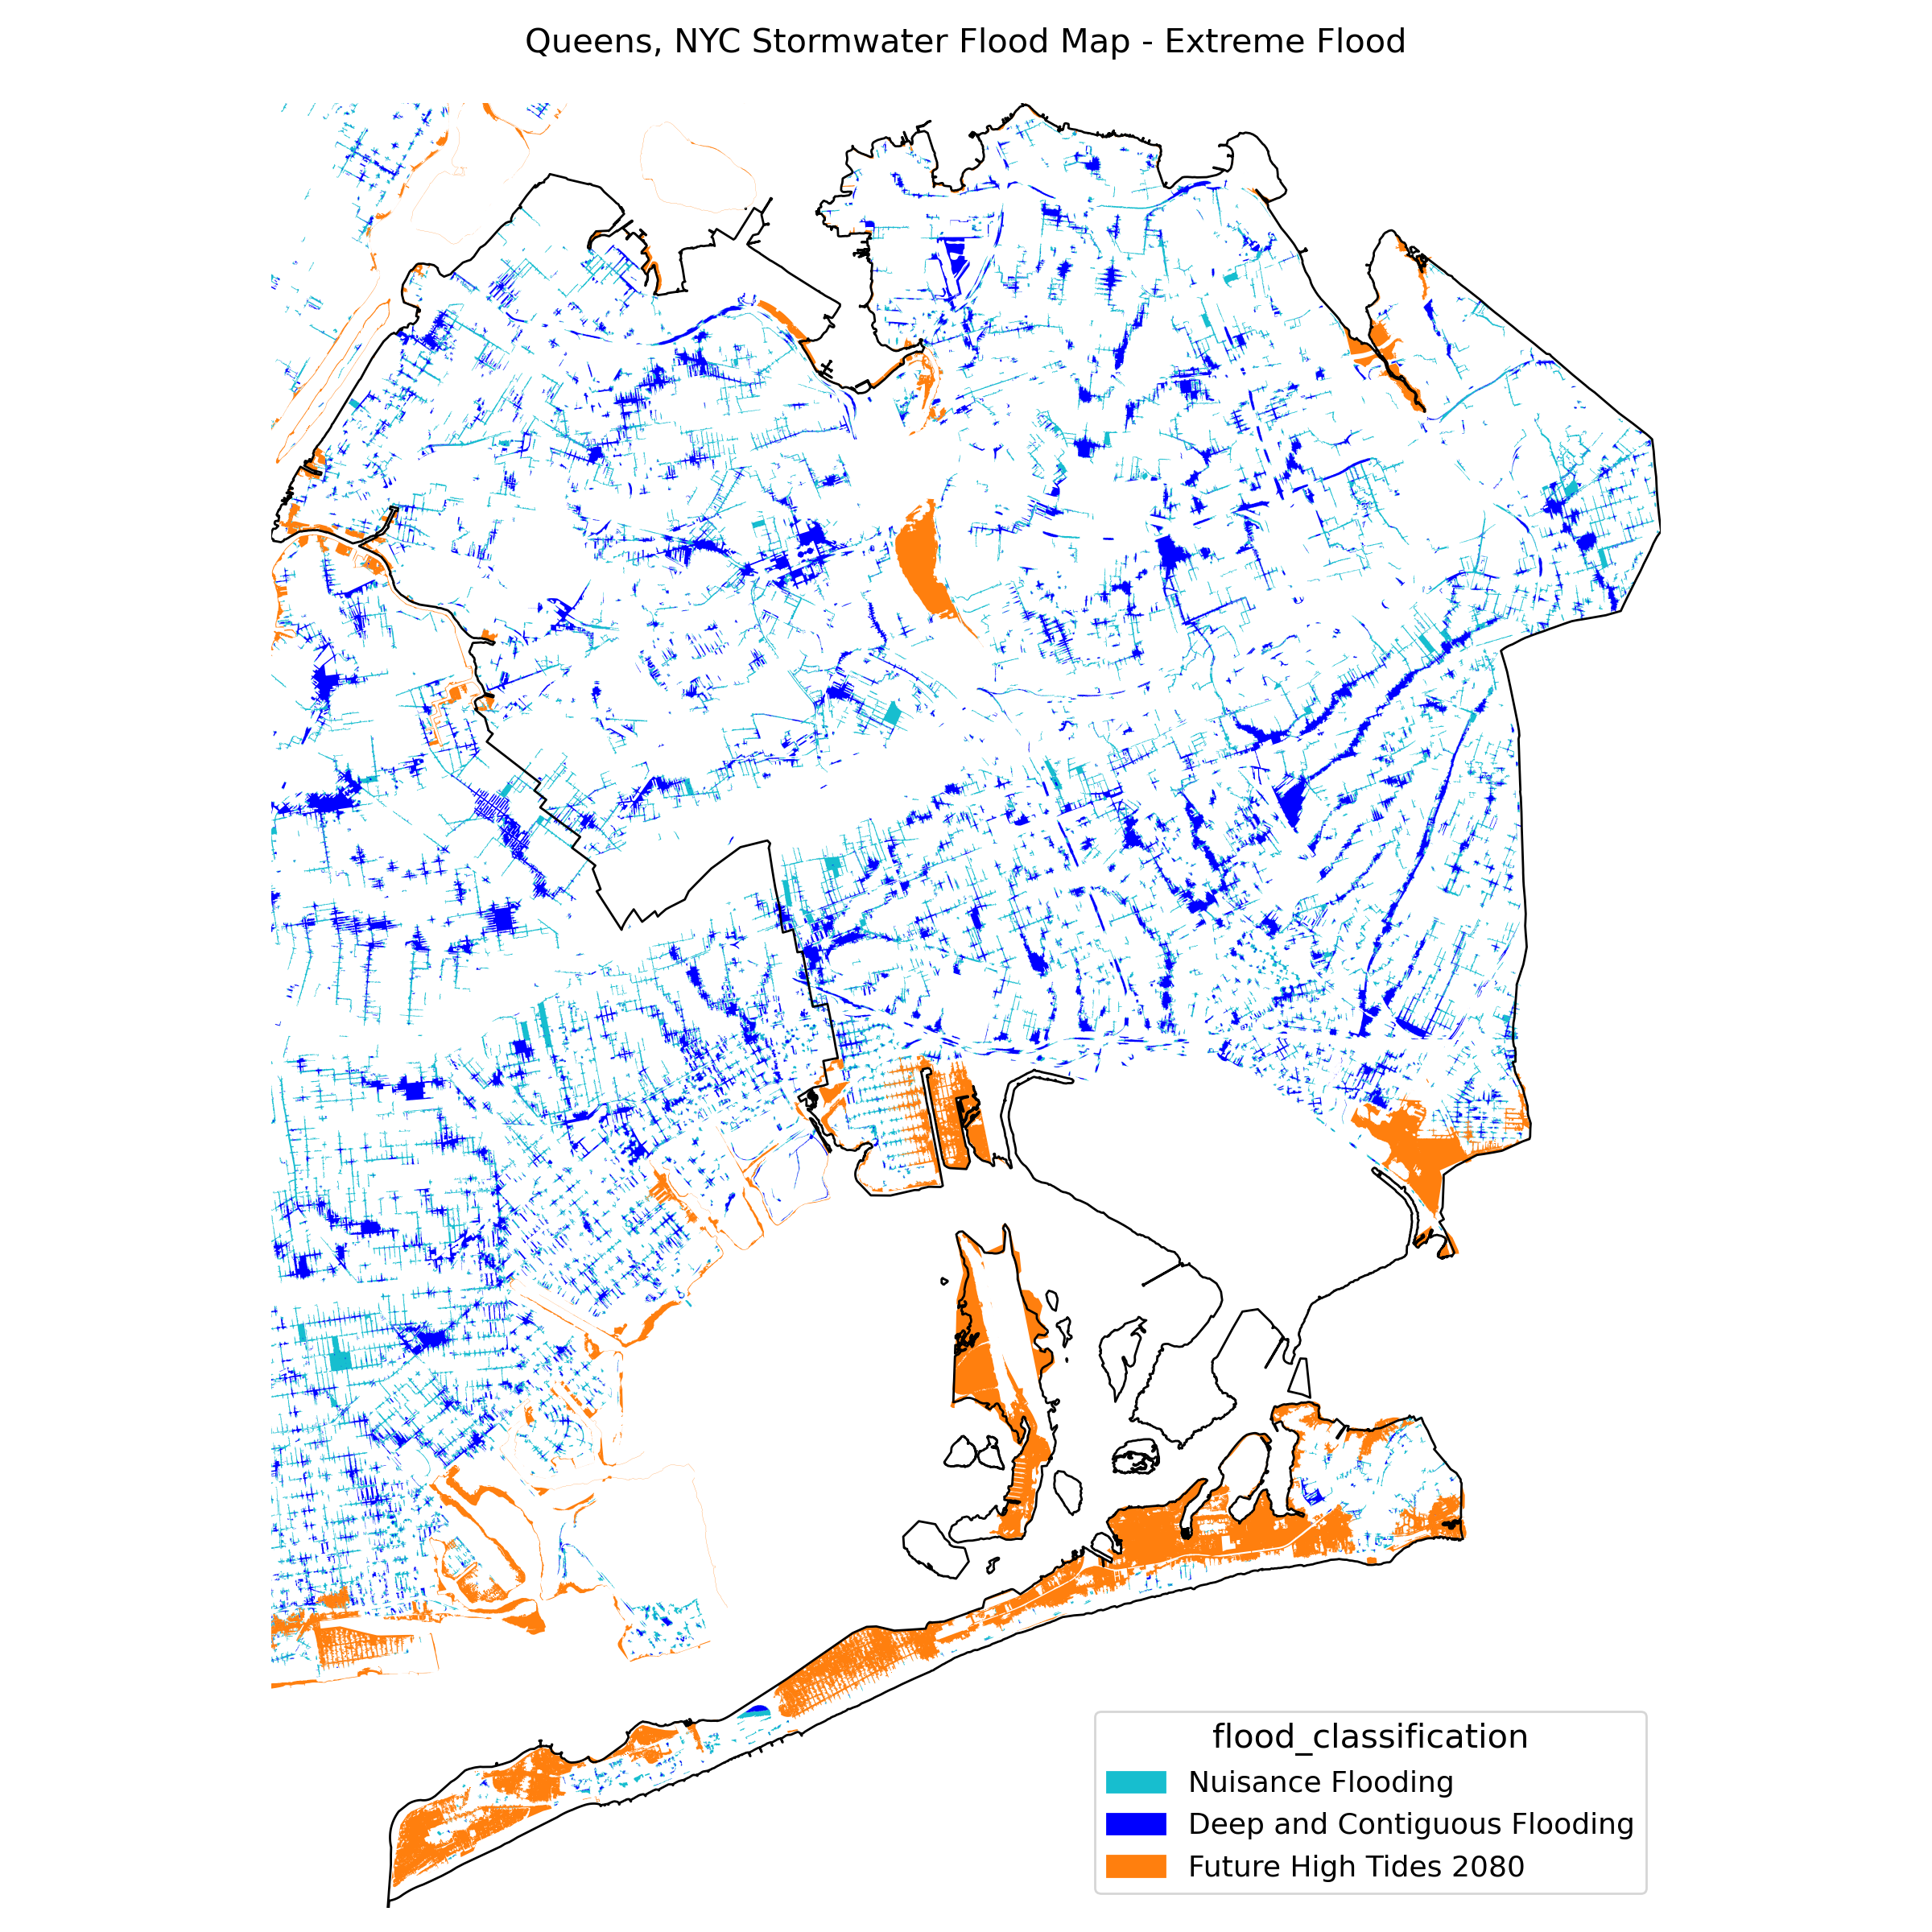 Queens, NYC Stormwater Flood Map - Extreme Flood
flood_classification
Nuisance Flooding
Deep and Contiguous Flooding
Future High Tides 2080